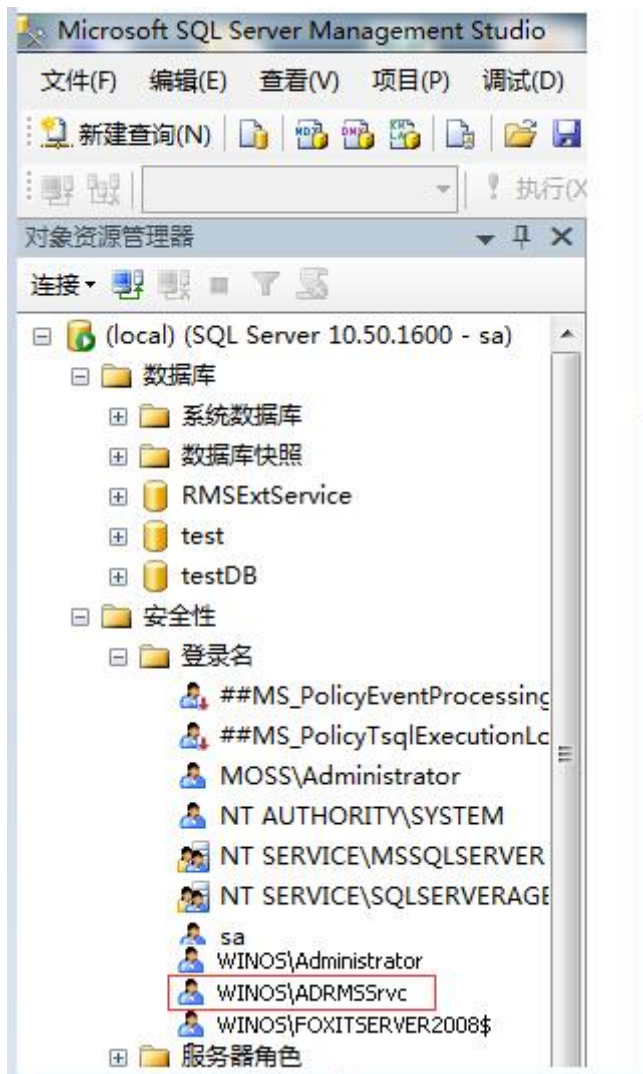 Microsoft SQL Server Management Studio
文件(F) 编辑(E) 查看(V) 项目(P) 调试(D)
新建查询(N)
执行(X
对象资源管理器
连接
(local) (SQL Server 10.50.1600 - sa)
数据库
系统数据库
数据库快照
RMSExtService
test
testDB
安全性
登录名
##MS_PolicyEventProcessing
##MS_PolicyTsqlExecutionLo
MOSS\Administrator
NT AUTHORITY\SYSTEM
NT SERVICE\MSSQLSERVER
NT SERVICE\SQLSERVERAGE
sa
WINOS\Administrator
WINOS\ADRMSSrvc
WINOS\FOXITSERVER2008$
服务器角色